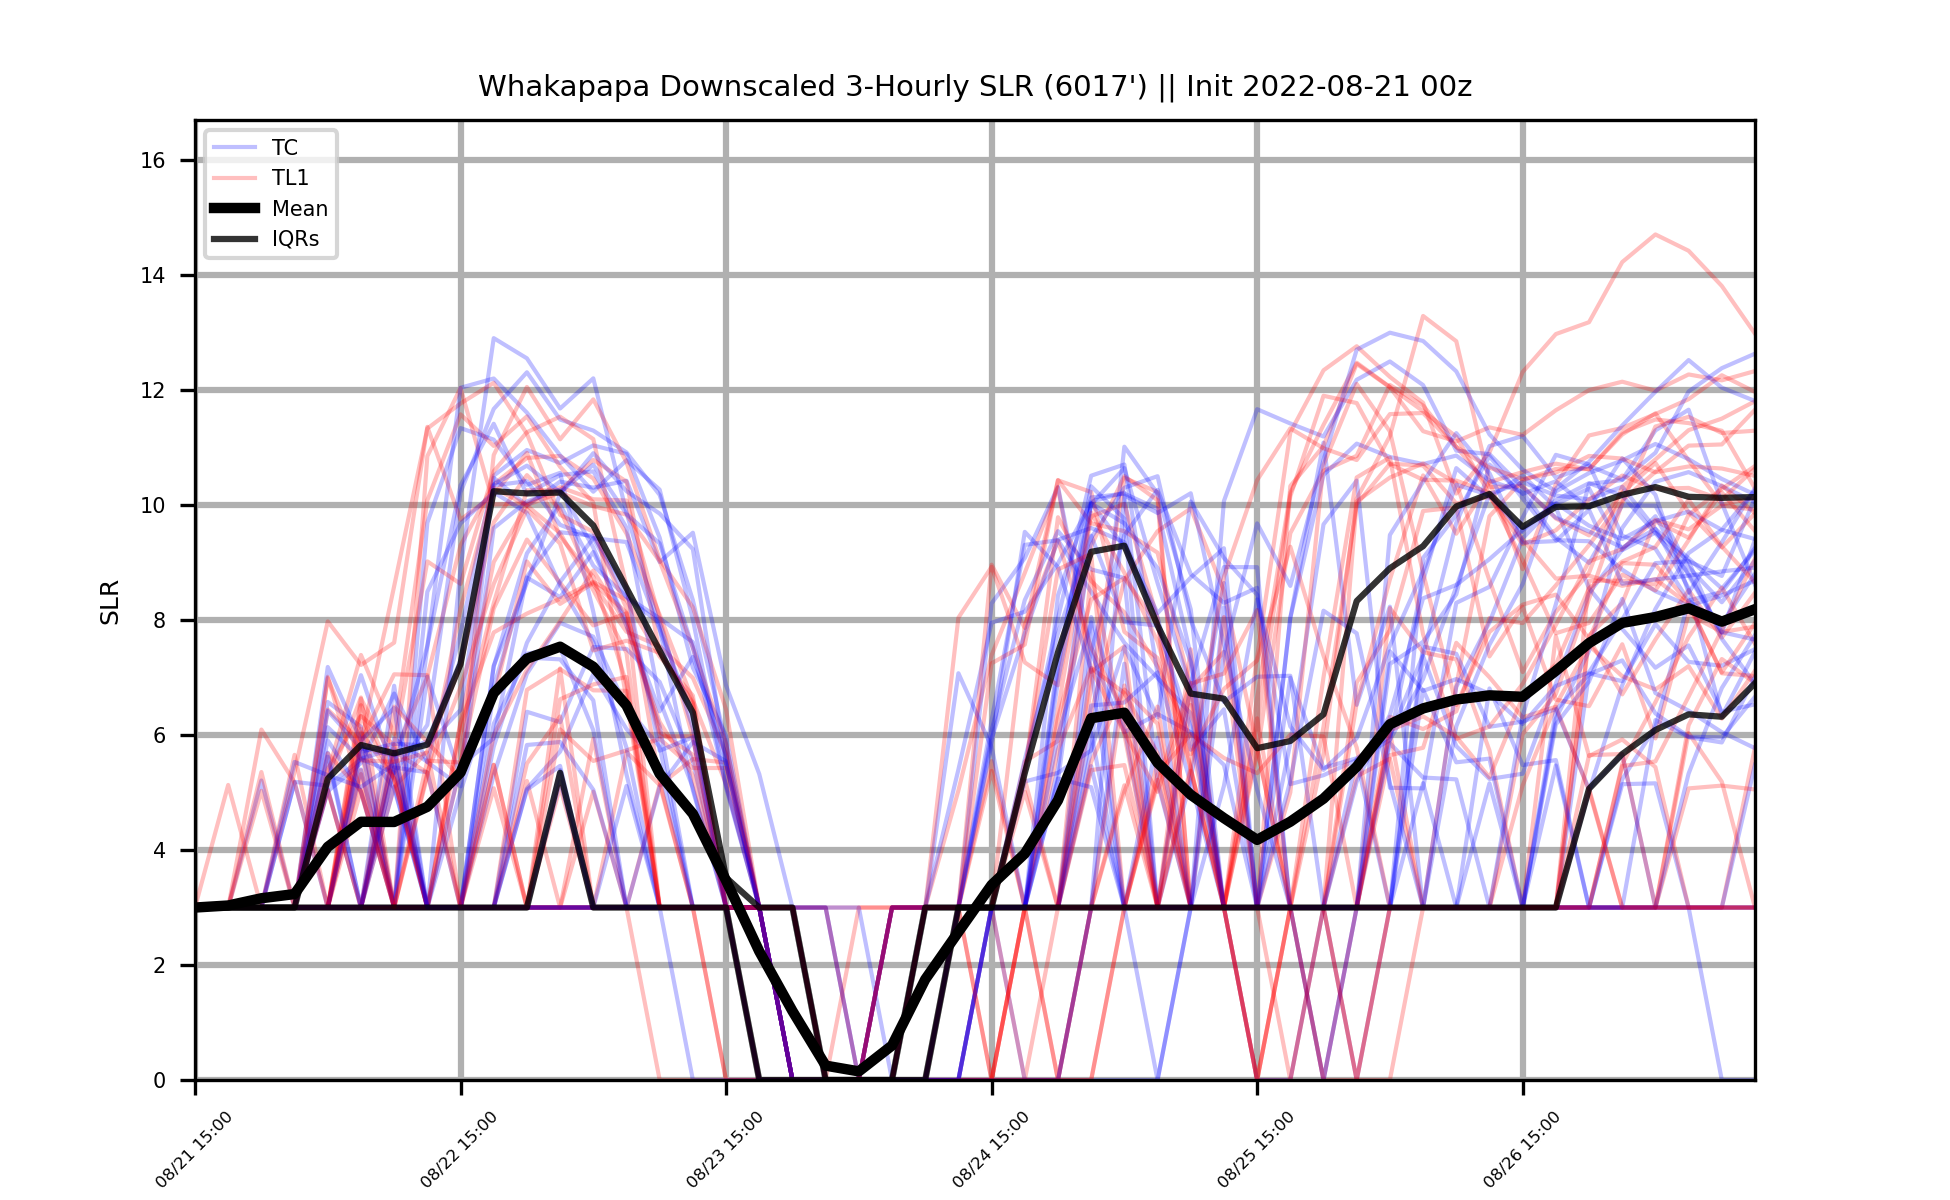 Whakapapa Downscaled 3-Hourly SLR (6017') || Init 2022-08-21 00z
TC
TL1
Mean
IQRs
SLR
16
14
12
10
8
6
4
2
0
08/21 15:00
08/22 15:00
08/23 15:00
08/24 15:00
08/25 15:00
08/26 15:00